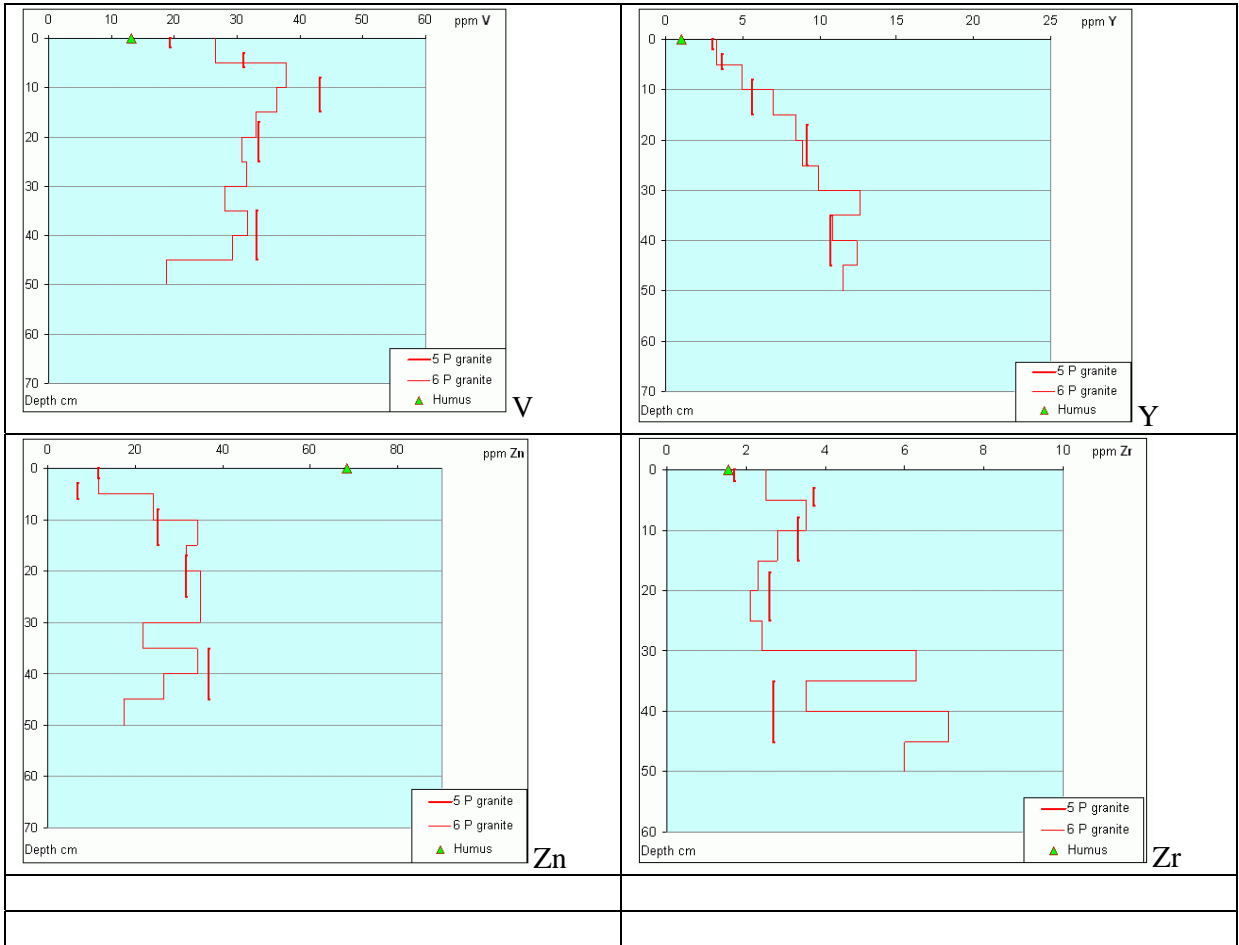 0 10 20 30 40 50 60 ppm V
0
10
20
30
40
50
60
70
Depth cm
5 P granite
6 P granite
Humus
V
0 5 10 15 20 25 ppm Y
0
10
20
30
40
50
60
70
Depth cm
5 P granite
6 P granite
Humus
Y
0 20 40 60 80 ppm Zn
0
10
20
30
40
50
60
70
Depth cm
5 P granite
6 P granite
Humus
Zn
0 2 4 6 8 10 ppm Zr
0
10
20
30
40
50
60
Depth cm
5 P granite
6 P granite
Humus
Zr